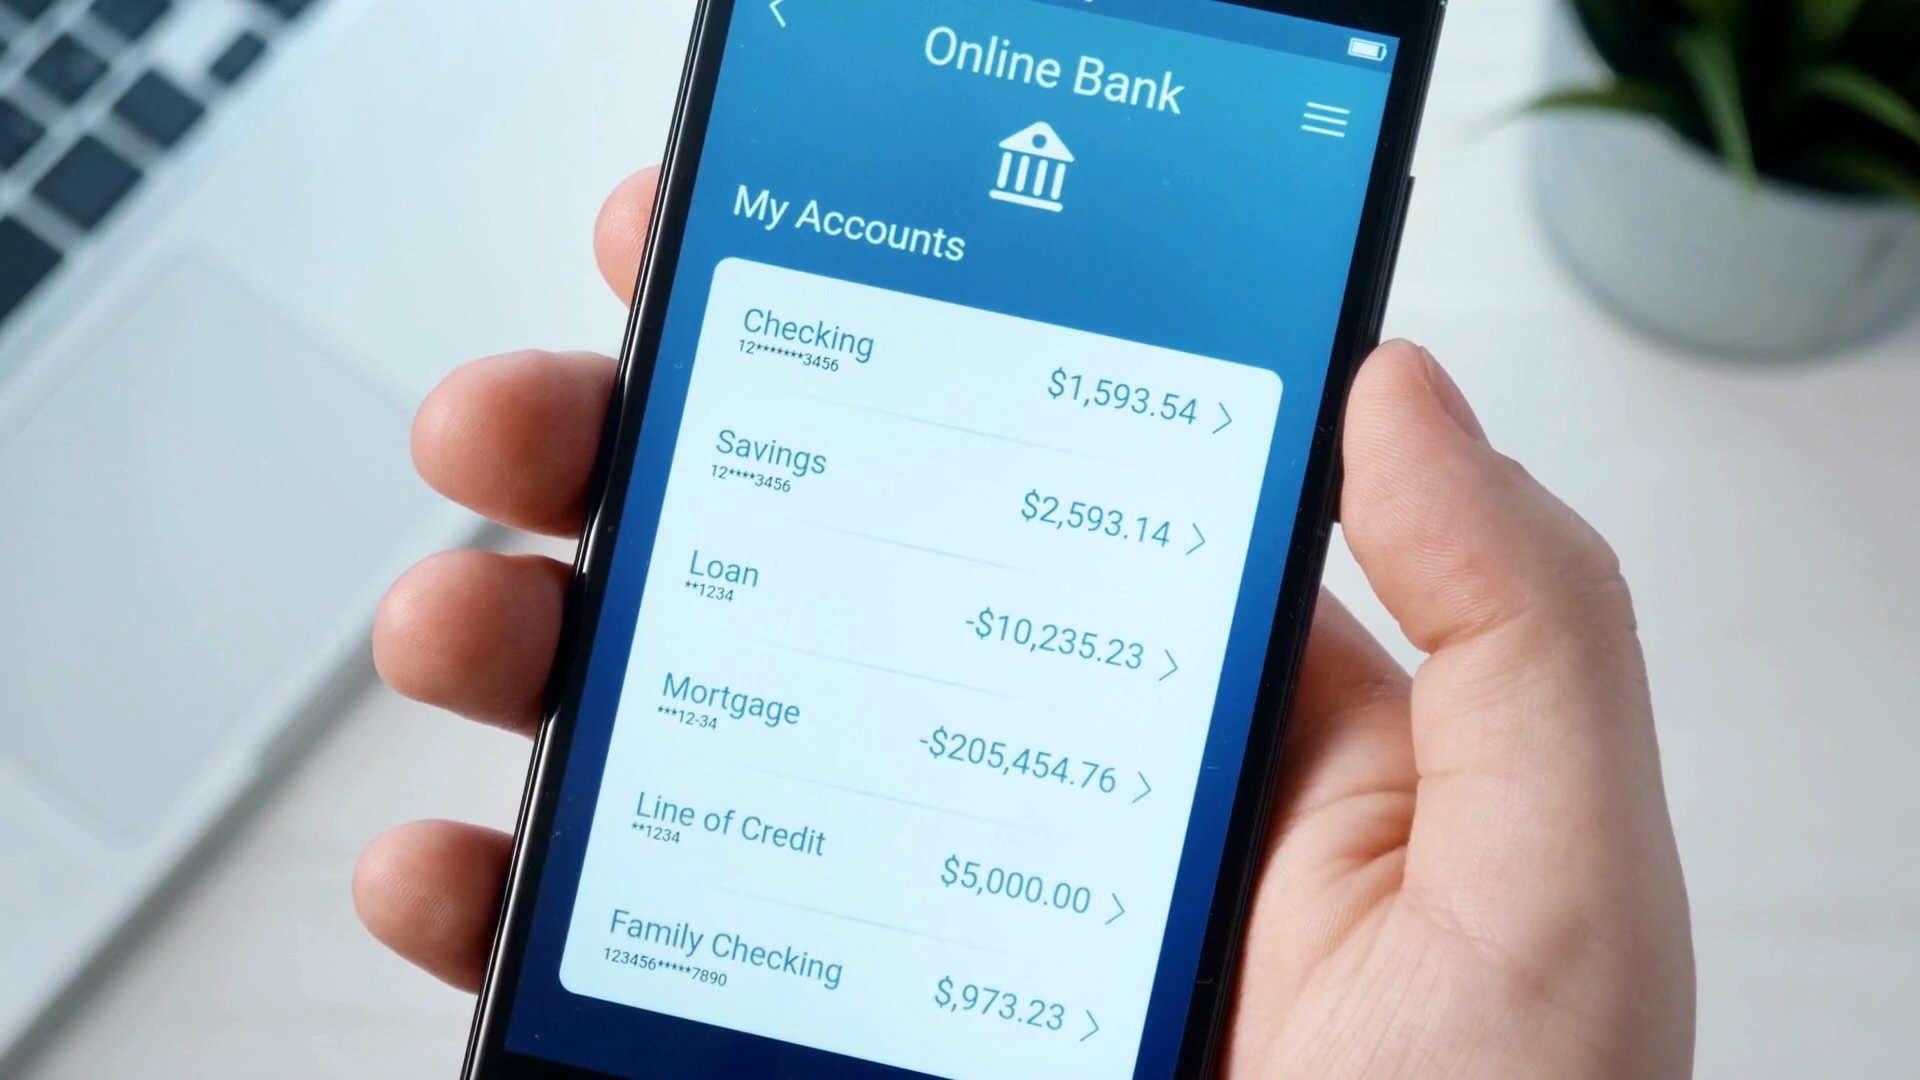 Online Bank
My Accounts
Checking
12*******3456
$1,593.54
Savings
12****3456
$2,593.14
Loan
**1234
-$10,235.23
Mortgage
***12-34
-$205,454.76
Line of Credit
**1234
$5,000.00
Family Checking
123456*****7890
$,973.23